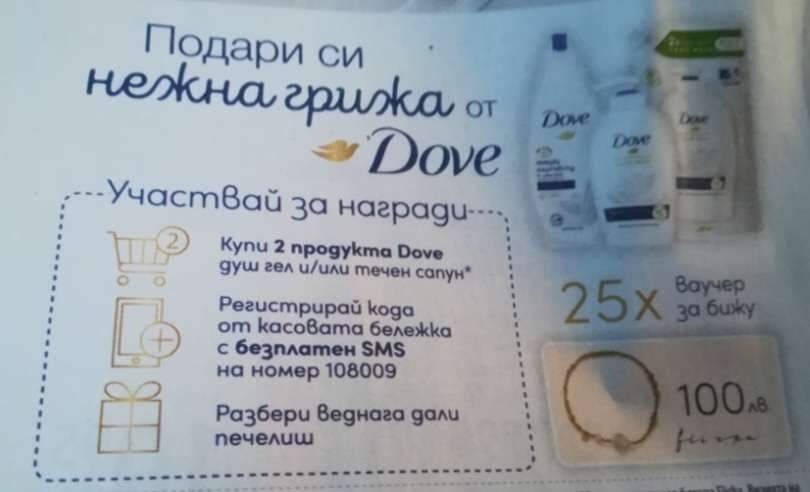 Подари си
нежна грижа от
Dove
Участвай за награди
2
Купи 2 продукта Dove
душ гел и/или течен сапун*
Регистрирай кода
от касовата бележка
с безплатен SMS
на номер 108009
Разбери веднага дали
печелиш
Dove
Dove
Dove
25x Ваучер
за бижу
100лв.